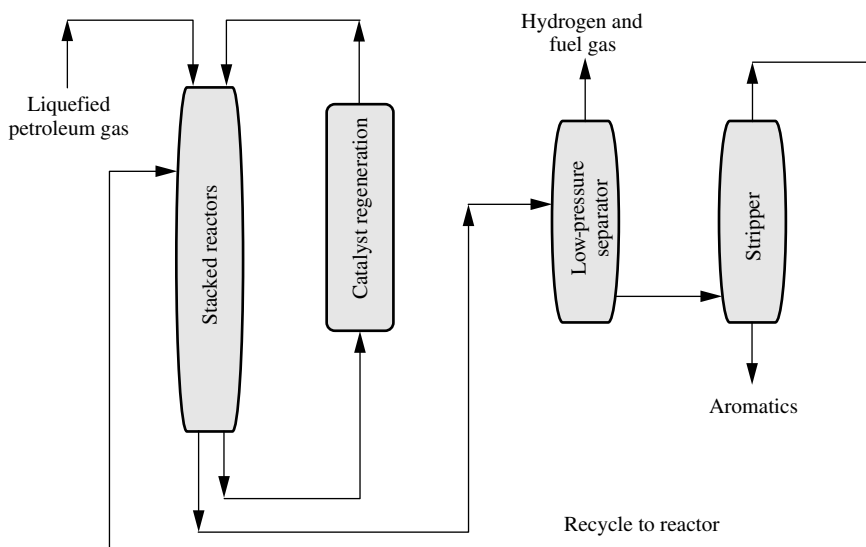 Hydrogen and
fuel gas
Liquefied
petroleum gas
Stacked reactors
Catalyst regeneration
Low-pressure
separator
Stripper
Aromatics
Recycle to reactor